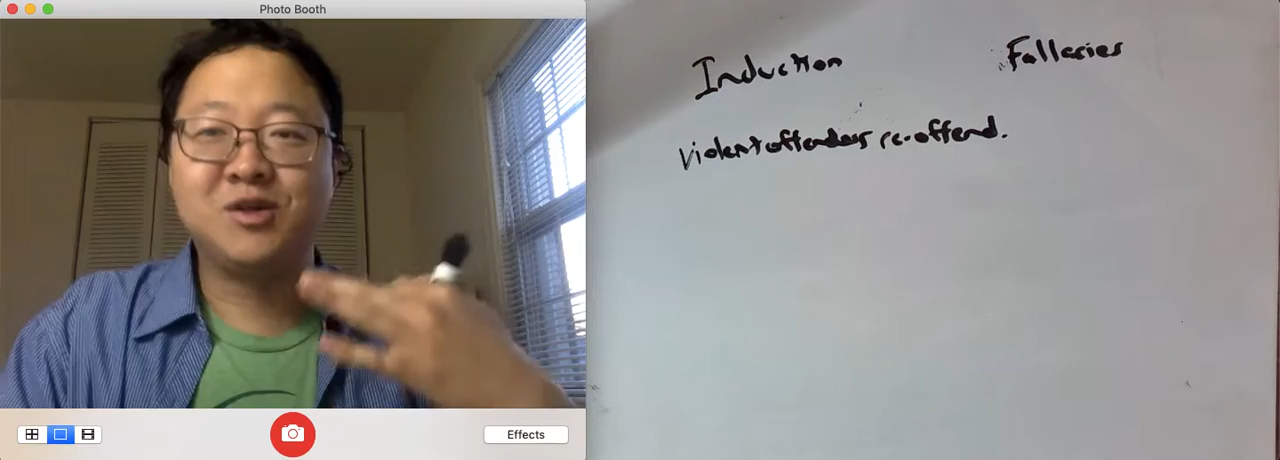 Photo Booth
Induction
Fallacies
violent offenders re-offend.
Effects